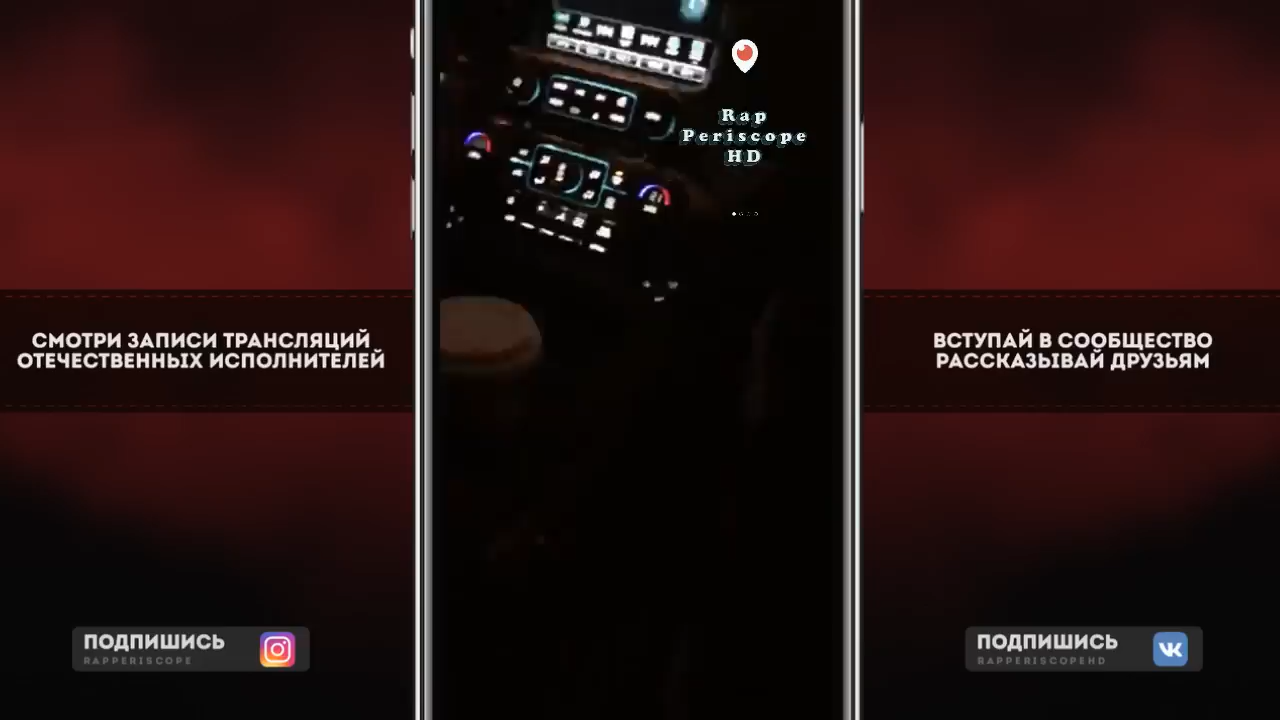 Rap
Periscope
HD
СМОТРИ ЗАПИСИ ТРАНСЛЯЦИЙ
ОТЕЧЕСТВЕННЫХ ИСПОЛНИТЕЛЕЙ
ВСТУПАЙ В СООБЩЕСТВО
РАССКАЗЫВАЙ ДРУЗЬЯМ
ПОДПИШИСЬ
RAPPERISCOPE
ПОДПИШИСЬ
RAPPERISCOPEHD